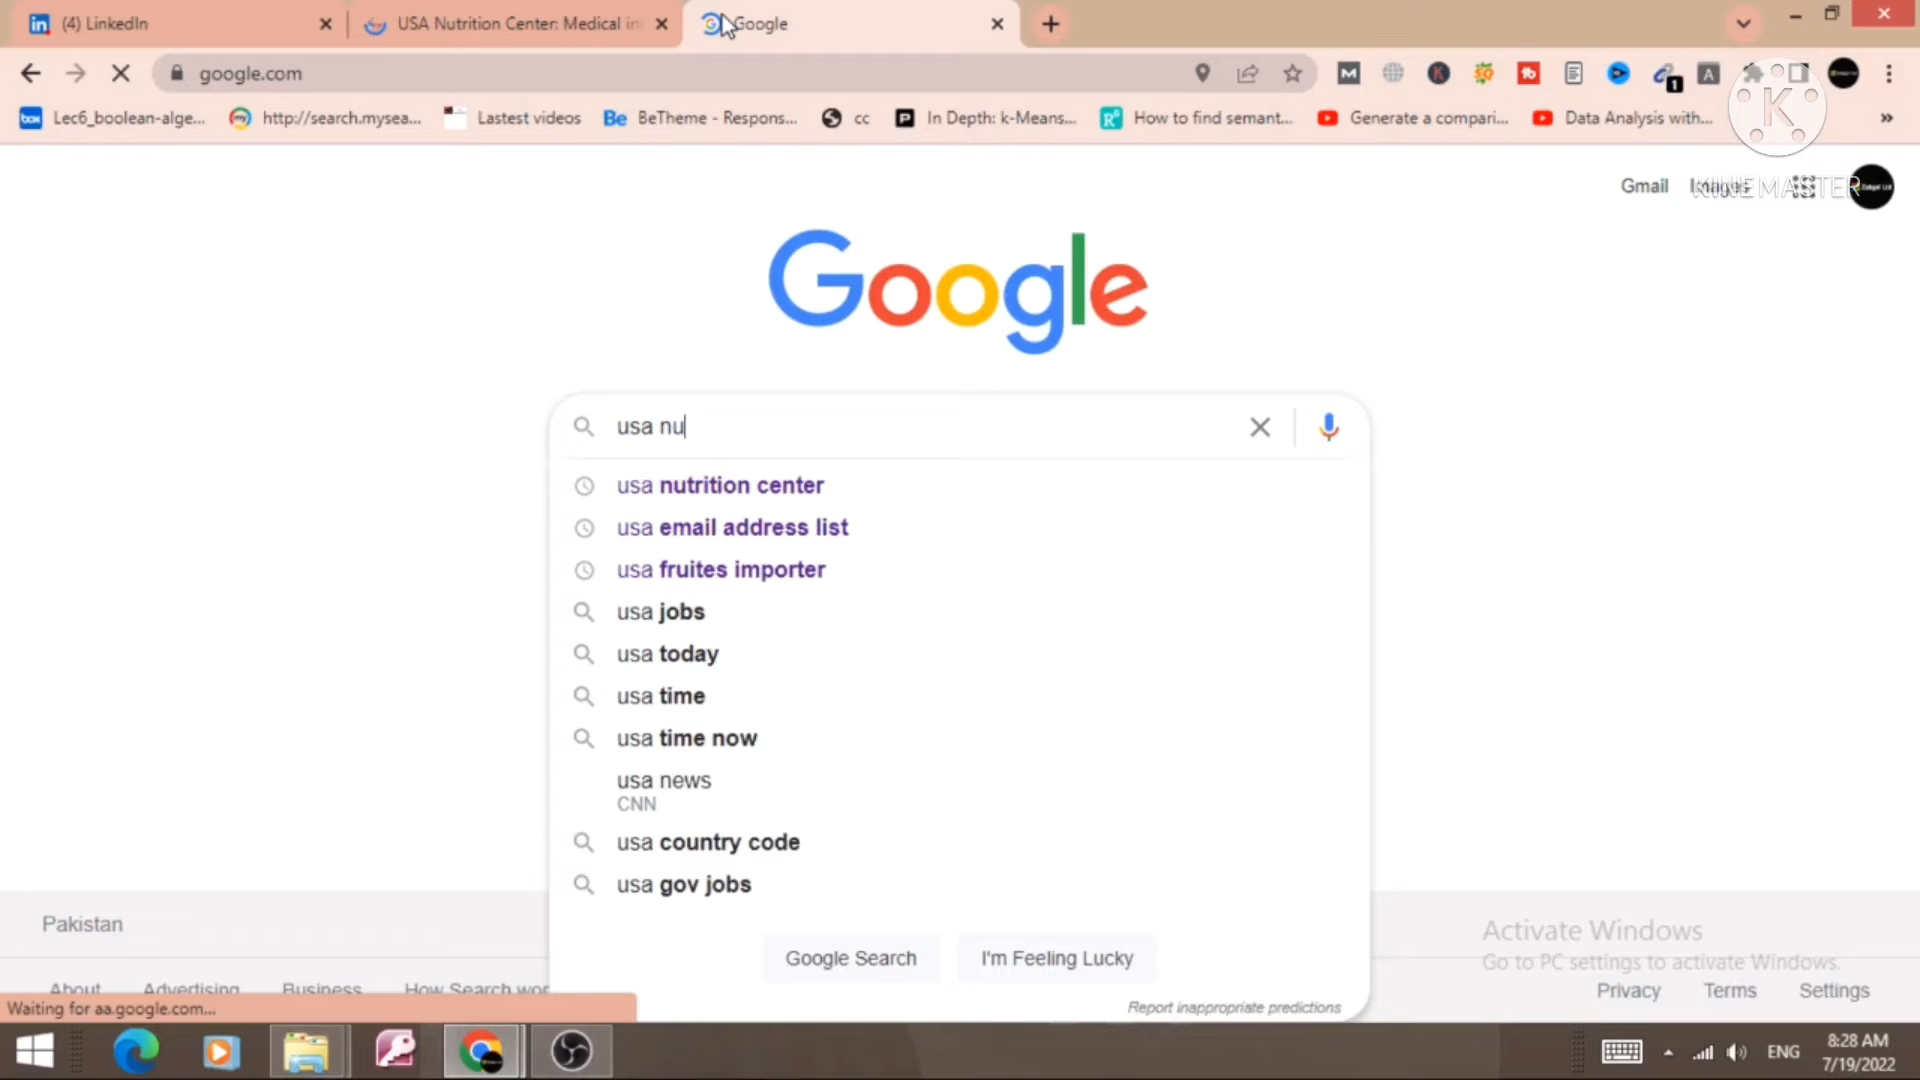 (4) LinkedIn
USA Nutrition Center: Medical in
Google
google.com
Lec6_boolean-alge...
http://search.mysea...
Lastest videos
BeTheme - Respons...
cc
In Depth: k-Means...
How to find semant...
Generate a compari...
Data Analysis with...
»
K
Gmail
Images
KINEMASTER
Google
usa nu
usa nutrition center
usa email address list
usa fruites importer
usa jobs
usa today
usa time
usa time now
usa news
CNN
usa country code
usa gov jobs
Google Search
I'm Feeling Lucky
Report inappropriate predictions
Pakistan
Activate Windows
Go to PC settings to activate Windows.
About
Advertising
Business
How Search wor
Privacy
Terms
Settings
Waiting for aa.google.com...
ENG
8:28 AM
7/19/2022